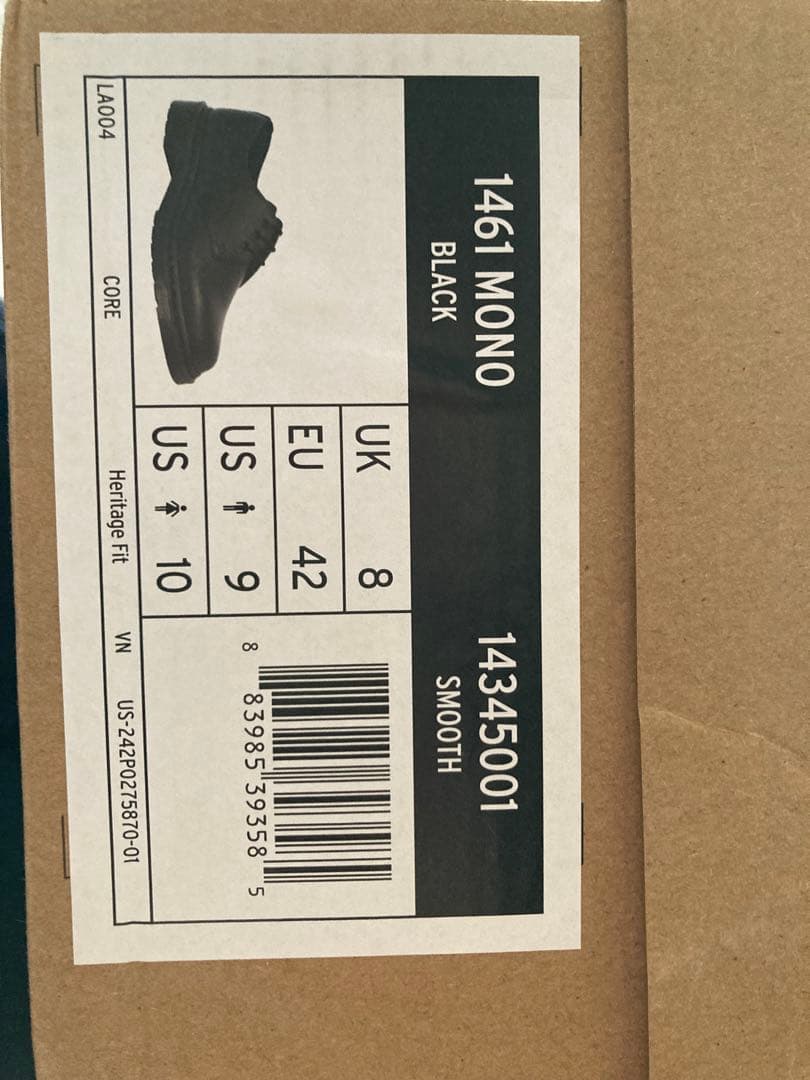 1461 MONO 14345001
BLACK SMOOTH
UK 8
EU 42
US 9
US 10
8 83985 39358 5
LA004 CORE Heritage Fit VN US-242P0275870-01